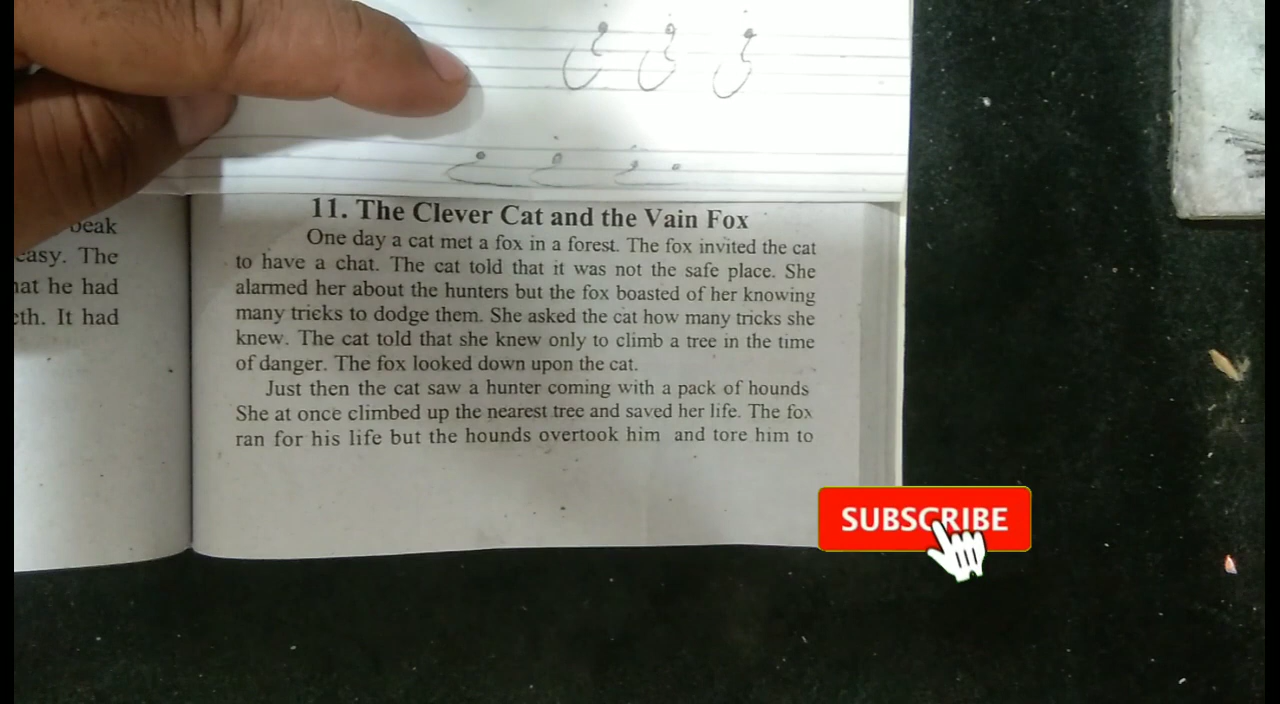 فی فی فی
11. The Clever Cat and the Vain Fox
One day a cat met a fox in a forest. The fox invited the cat
to have a chat. The cat told that it was not the safe place. She
alarmed her about the hunters but the fox boasted of her knowing
many tricks to dodge them. She asked the cat how many tricks she
knew. The cat told that she knew only to climb a tree in the time
of danger. The fox looked down upon the cat.
Just then the cat saw a hunter coming with a pack of hounds
She at once climbed up the nearest tree and saved her life. The fox
ran for his life but the hounds overtook him and tore him to
easy. The
he had
It had
SUBSCRIBE